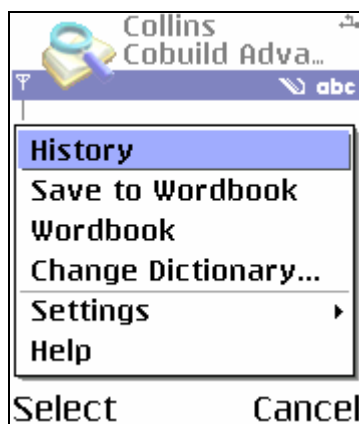 Collins
Cobuild Adva...
abc
History
Save to Wordbook
Wordbook
Change Dictionary...
Settings
Help
Select Cancel